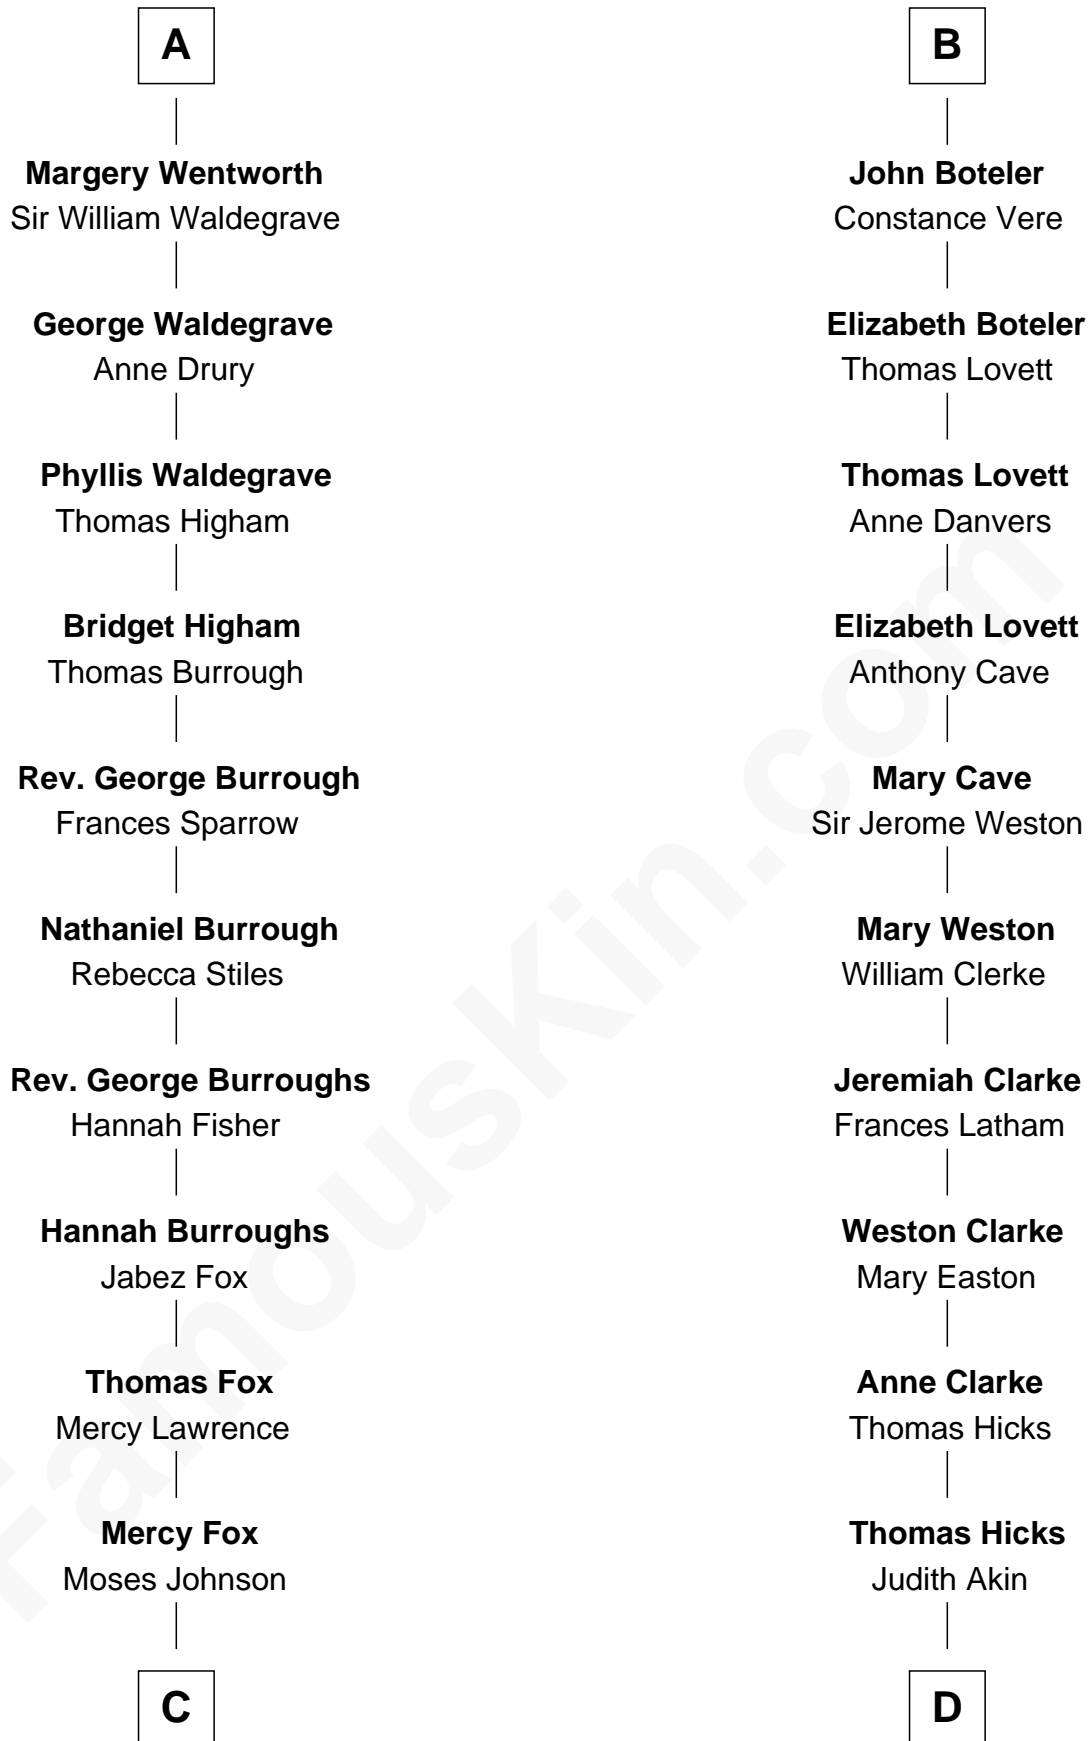 A
Margery Wentworth
Sir William Waldegrave
George Waldegrave
Anne Drury
Phyllis Waldegrave
Thomas Higham
Bridget Higham
Thomas Burrough
Rev. George Burrough
Frances Sparrow
Nathaniel Burrough
Rebecca Stiles
Rev. George Burroughs
Hannah Fisher
Hannah Burroughs
Jabez Fox
Thomas Fox
Mercy Lawrence
Mercy Fox
Moses Johnson
C
B
John Boteler
Constance Vere
Elizabeth Boteler
Thomas Lovett
Thomas Lovett
Anne Danvers
Elizabeth Lovett
Anthony Cave
Mary Cave
Sir Jerome Weston
Mary Weston
William Clerke
Jeremiah Clarke
Frances Latham
Weston Clarke
Mary Easton
Anne Clarke
Thomas Hicks
Thomas Hicks
Judith Akin
D
FamousKin.com